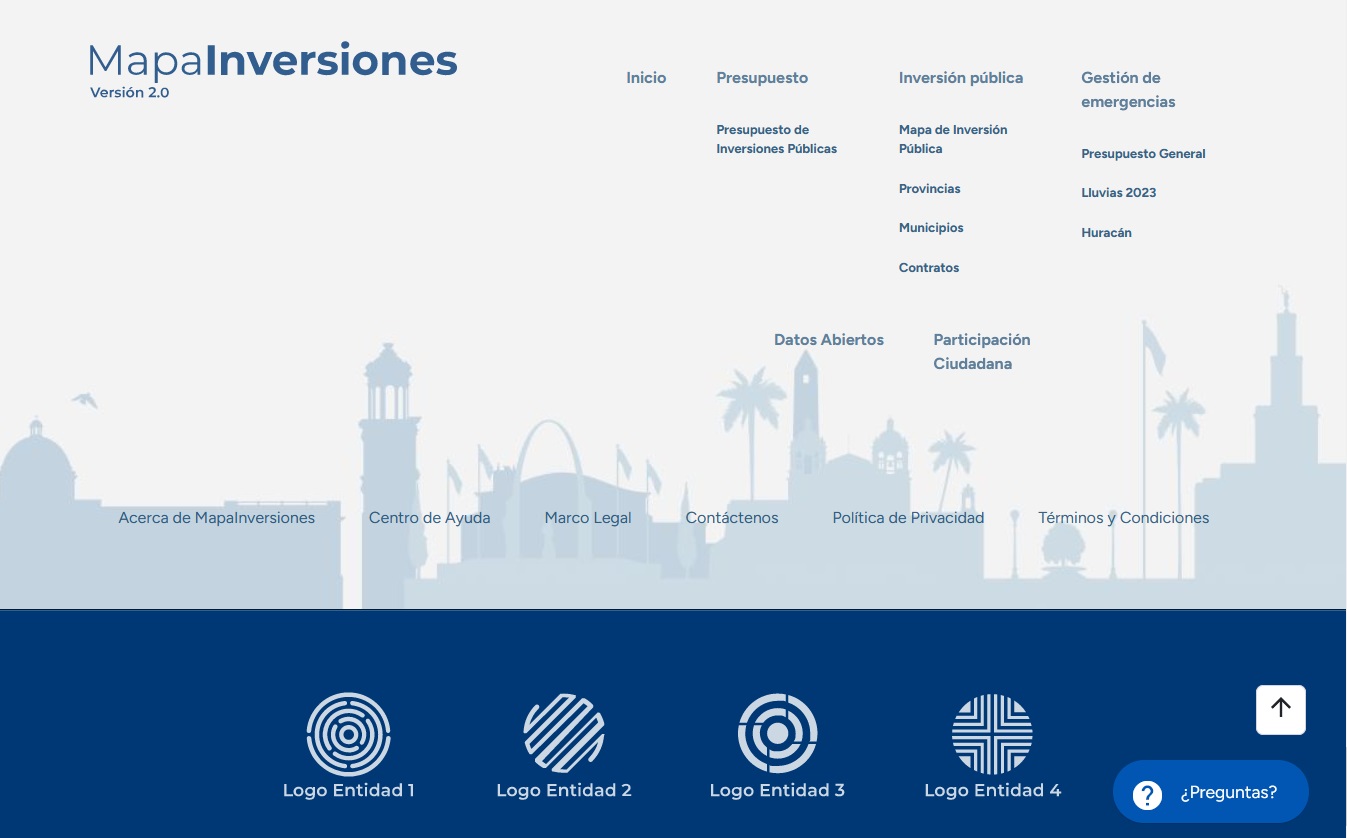 MapaInversiones
Versión 2.0
Inicio
Presupuesto
Presupuesto de
Inversiones Públicas
Inversión pública
Mapa de Inversión
Pública
Provincias
Municipios
Contratos
Gestión de
emergencias
Presupuesto General
Lluvias 2023
Huracán
Datos Abiertos
Participación
Ciudadana
Acerca de MapaInversiones
Centro de Ayuda
Marco Legal
Contáctenos
Política de Privacidad
Términos y Condiciones
Logo Entidad 1
Logo Entidad 2
Logo Entidad 3
Logo Entidad 4
¿Preguntas?